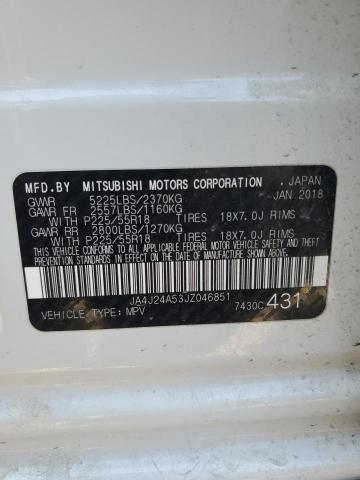 MFD.BY MITSUBISHI MOTORS CORPORATION . JAPAN
GVWR 5225LBS/2370KG JAN 2018
GAWR FR 2557LBS/1160KG
WITH P225/55R18 TIRES 18X7.0J RIMS
GAWR RR 2800LBS/1270KG
WITH P225/55R18 TIRES 18X7.0J RIMS
THIS VEHICLE CONFORMS TO ALL APPLICABLE FEDERAL MOTOR
VEHICLE SAFETY, BUMPER, AND THEFT PREVENTION STANDARDS
IN EFFECT ON THE DATE OF MANUFACTURE SHOWN ABOVE.
JA4J24A53JZ046851
VEHICLE TYPE: MPV 7430C 431